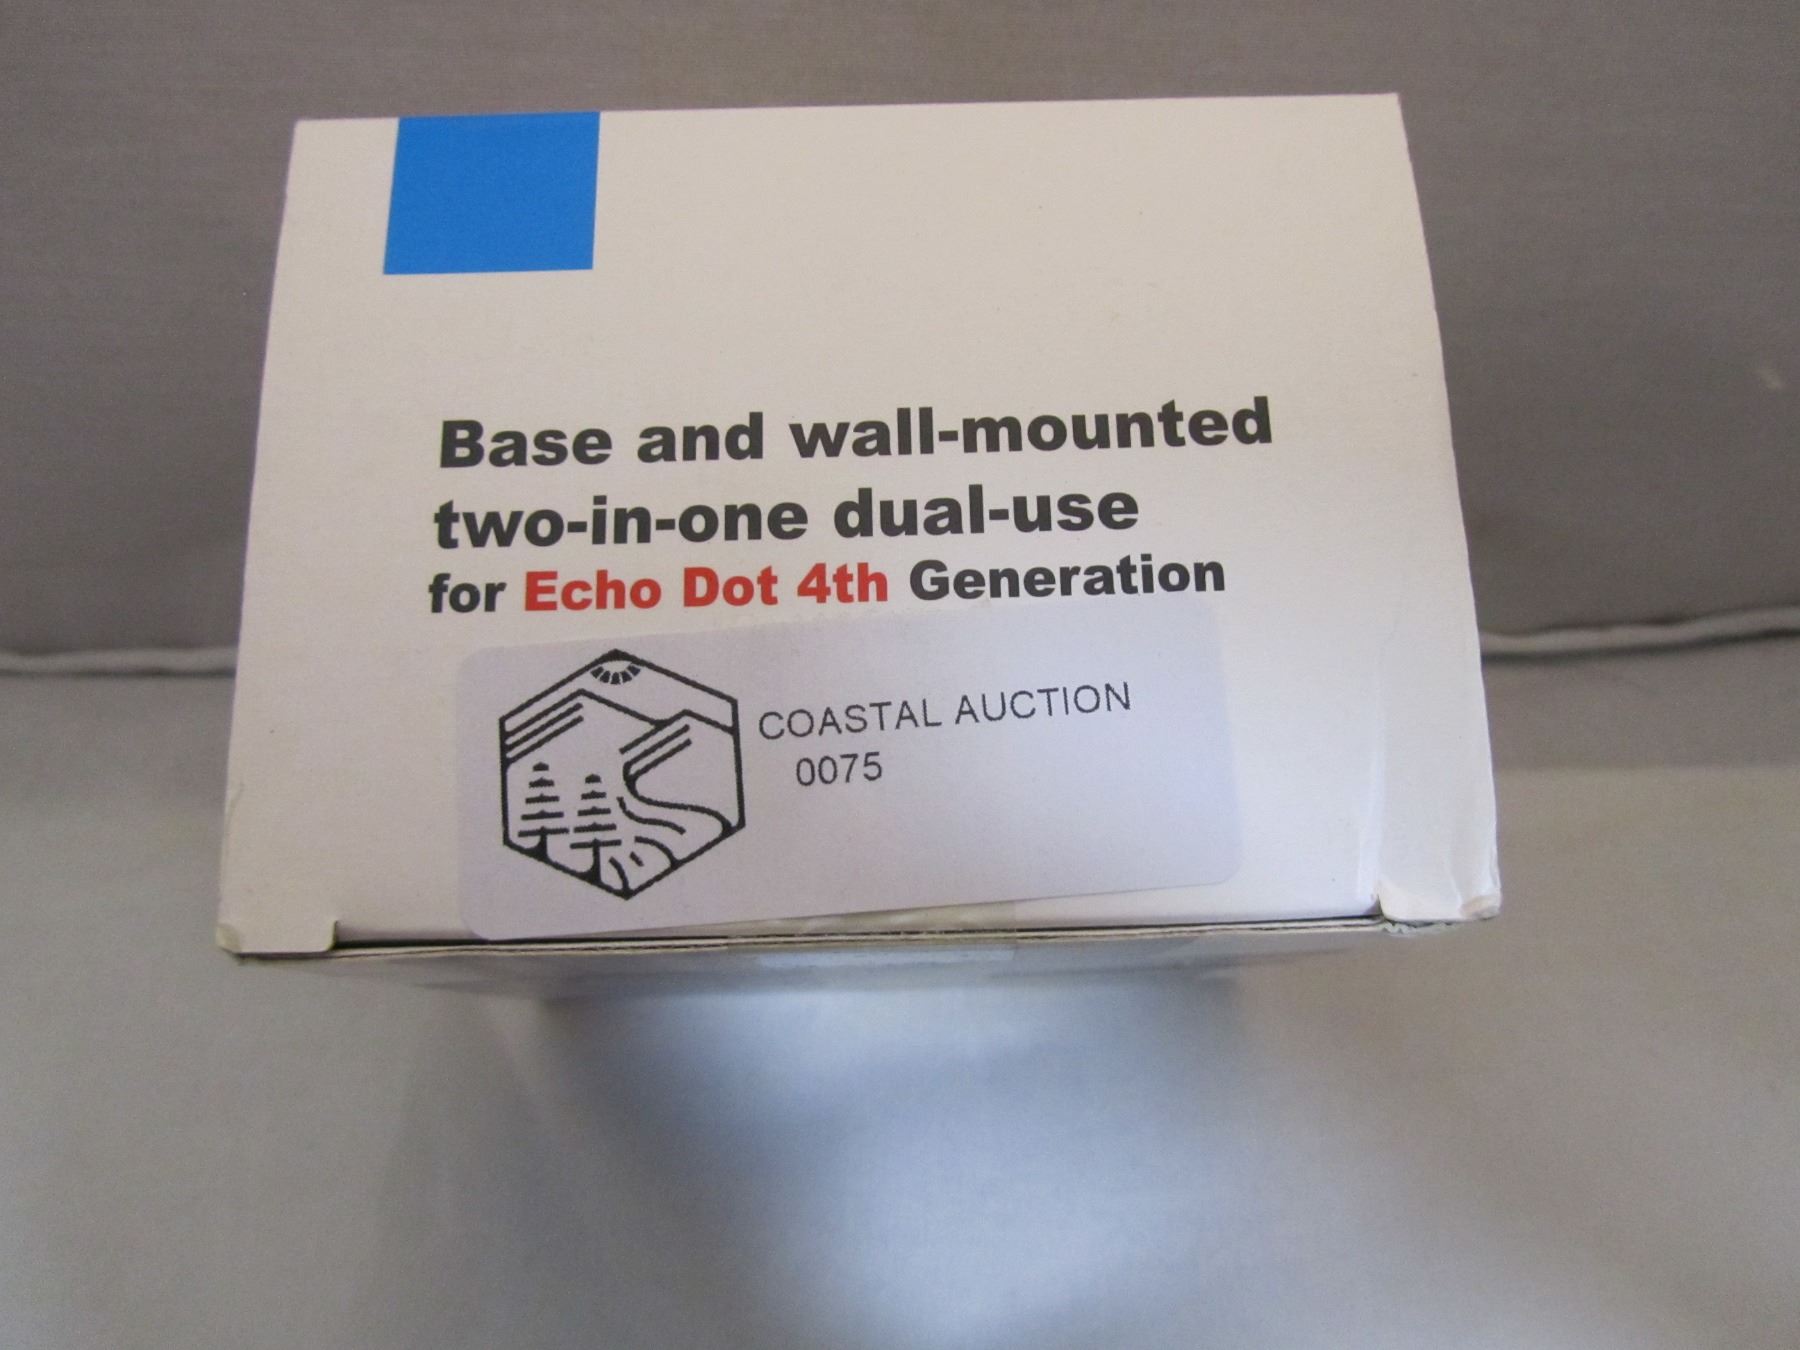 Base and wall-mounted
two-in-one dual-use
for Echo Dot 4th Generation
COASTAL AUCTION
0075